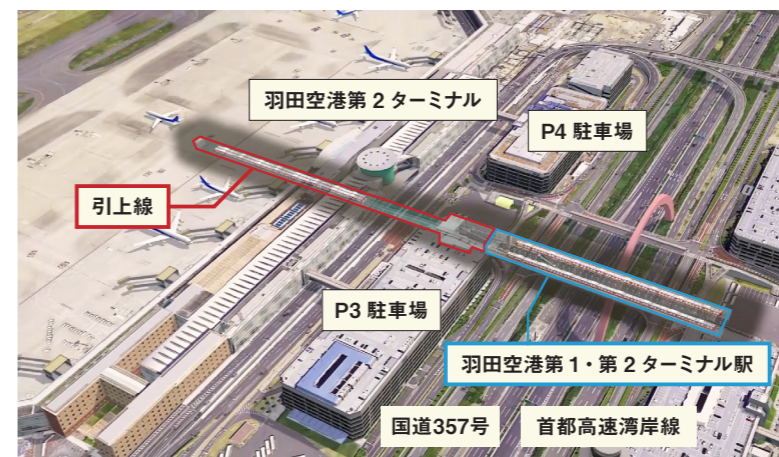 羽田空港第2ターミナル
P4 駐車場
引上線
P3 駐車場
羽田空港第1・第2ターミナル駅
国道357号
首都高速湾岸線